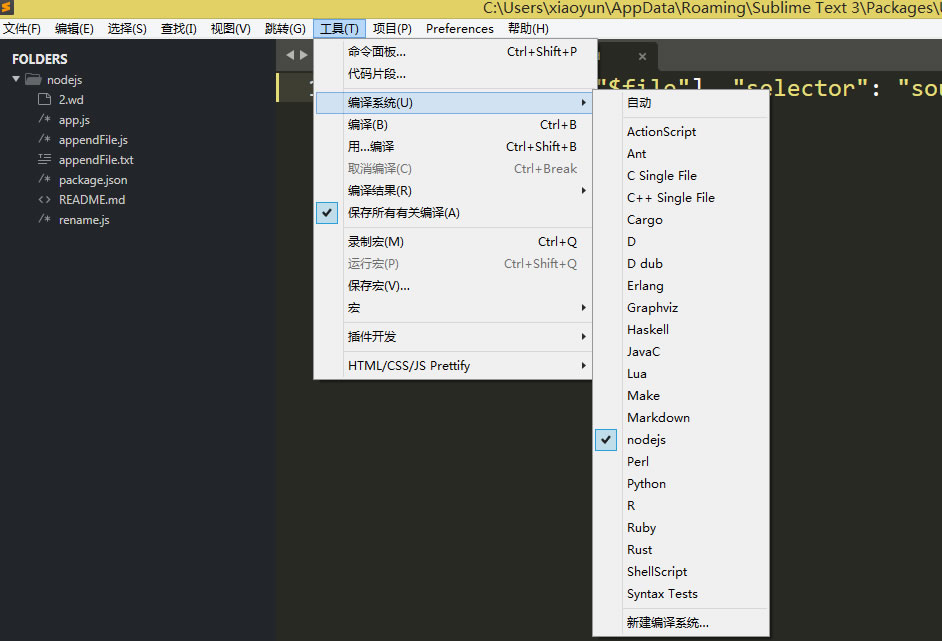 C:\Users\xiaoyun\AppData\Roaming\Sublime Text 3\Packages\
文件(F) 编辑(E) 选择(S) 查找(I) 视图(V) 跳转(G) 工具(T) 项目(P) Preferences 帮助(H)
FOLDERS
nodejs
2.wd
/* app.js
/* appendFile.js
appendFile.txt
/* package.json
<> README.md
/* rename.js
"$file"], "selector": "sou
命令面板... Ctrl+Shift+P
代码片段...
编译系统(U)
编译(B) Ctrl+B
用...编译 Ctrl+Shift+B
取消编译(C) Ctrl+Break
编译结果(R)
保存所有有关编译(A)
录制宏(M) Ctrl+Q
运行宏(P) Ctrl+Shift+Q
保存宏(V)...
宏
插件开发
HTML/CSS/JS Prettify
自动
ActionScript
Ant
C Single File
C++ Single File
Cargo
D
D dub
Erlang
Graphviz
Haskell
JavaC
Lua
Make
Markdown
nodejs
Perl
Python
R
Ruby
Rust
ShellScript
Syntax Tests
新建编译系统...